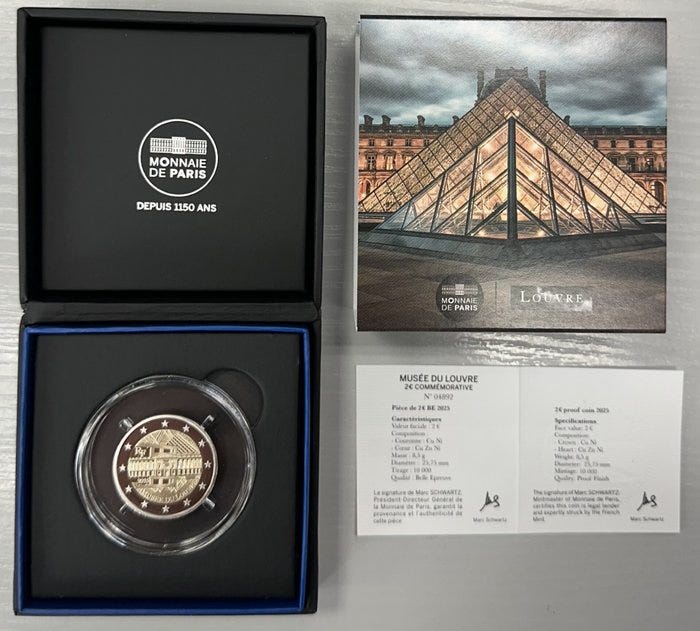 MONNAIE
DE PARIS
DEPUIS 1150 ANS
MONNAIE
DE PARIS
LOUVRE
RF
2025
MUSÉE DU LOUVRE
MUSÉE DU LOUVRE
2€ COMMÉMORATIVE
N° 04892
Pièce de 2€ BE 2025
Caractéristiques
Valeur faciale : 2 €
Composition :
- Couronne : Cu Ni
- Cœur : Cu Zn Ni
Masse : 8,5 g
Diamètre : 25,75 mm
Tirage : 10 000
Qualité : Belle Epreuve
La signature de Marc SCHWARTZ,
Président-Directeur Général de
la Monnaie de Paris, garantit la
provenance et l'authenticité de
cette pièce
Marc Schwartz
2€ proof coin 2025
Specifications
Face value: 2 €
Composition:
- Crown : Cu Ni
- Heart : Cu Zn Ni
Weight: 8,5 g
Diameter: 25,75 mm
Mintage: 10 000
Quality: Proof Finish
The signature of Marc SCHWARTZ,
Mintmaster of Monnaie de Paris,
certifies this coin is legal tender
and expertly struck by the French
Mint.
Marc Schwartz